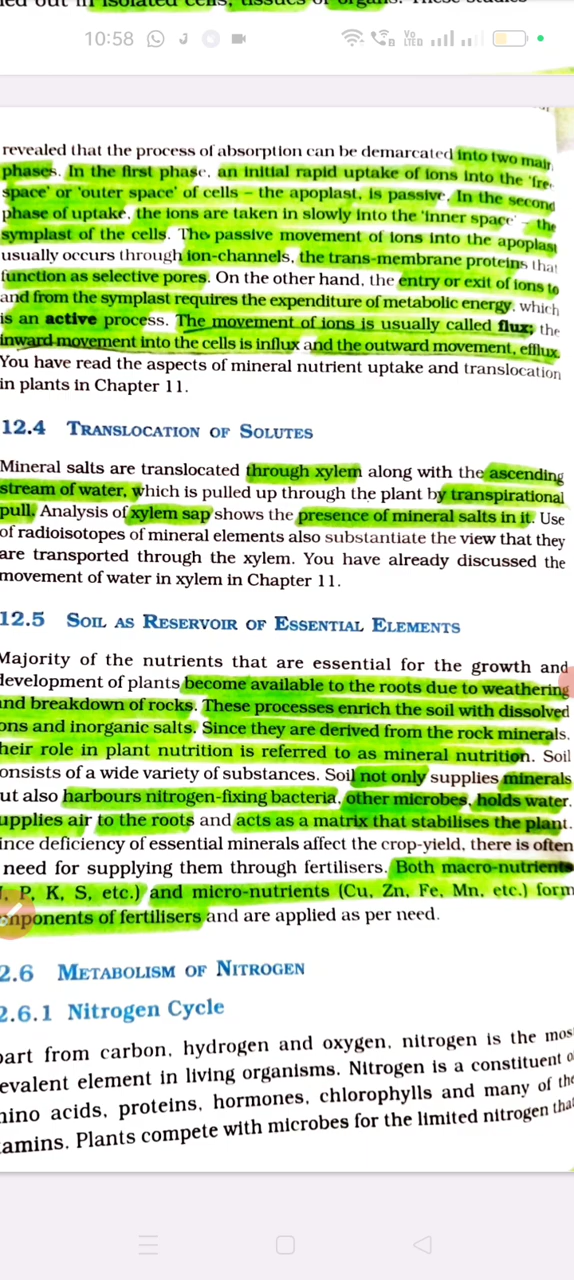 10:58
Vo
LTED
revealed that the process of absorption can be demarcated into two main
phases. In the first phase, an initial rapid uptake of ions into the 'free
space' or 'outer space' of cells – the apoplast, is passive. In the second
phase of uptake, the ions are taken in slowly into the 'inner space' – the
symplast of the cells. The passive movement of ions into the apoplast
usually occurs through ion-channels, the trans-membrane proteins that
function as selective pores. On the other hand, the entry or exit of ions to
and from the symplast requires the expenditure of metabolic energy, which
is an active process. The movement of ions is usually called flux; the
inward movement into the cells is influx and the outward movement, efflux.
You have read the aspects of mineral nutrient uptake and translocation
in plants in Chapter 11.
12.4 TRANSLOCATION OF SOLUTES
Mineral salts are translocated through xylem along with the ascending
stream of water, which is pulled up through the plant by transpirational
pull. Analysis of xylem sap shows the presence of mineral salts in it. Use
of radioisotopes of mineral elements also substantiate the view that they
are transported through the xylem. You have already discussed the
movement of water in xylem in Chapter 11.
12.5 SOIL AS RESERVOIR OF ESSENTIAL ELEMENTS
Majority of the nutrients that are essential for the growth and
development of plants become available to the roots due to weathering
and breakdown of rocks. These processes enrich the soil with dissolved
ons and inorganic salts. Since they are derived from the rock minerals,
heir role in plant nutrition is referred to as mineral nutrition. Soil
onsists of a wide variety of substances. Soil not only supplies minerals
ut also harbours nitrogen-fixing bacteria, other microbes, holds water,
upplies air to the roots and acts as a matrix that stabilises the plant.
ince deficiency of essential minerals affect the crop-yield, there is often
need for supplying them through fertilisers. Both macro-nutrients
P, K, S, etc.) and micro-nutrients (Cu, Zn, Fe, Mn, etc.) form
mponents of fertilisers and are applied as per need.
2.6 METABOLISM OF NITROGEN
2.6.1 Nitrogen Cycle
part from carbon, hydrogen and oxygen, nitrogen is the mos
evalent element in living organisms. Nitrogen is a constituent o
mino acids, proteins, hormones, chlorophylls and many of the
amins. Plants compete with microbes for the limited nitrogen tha